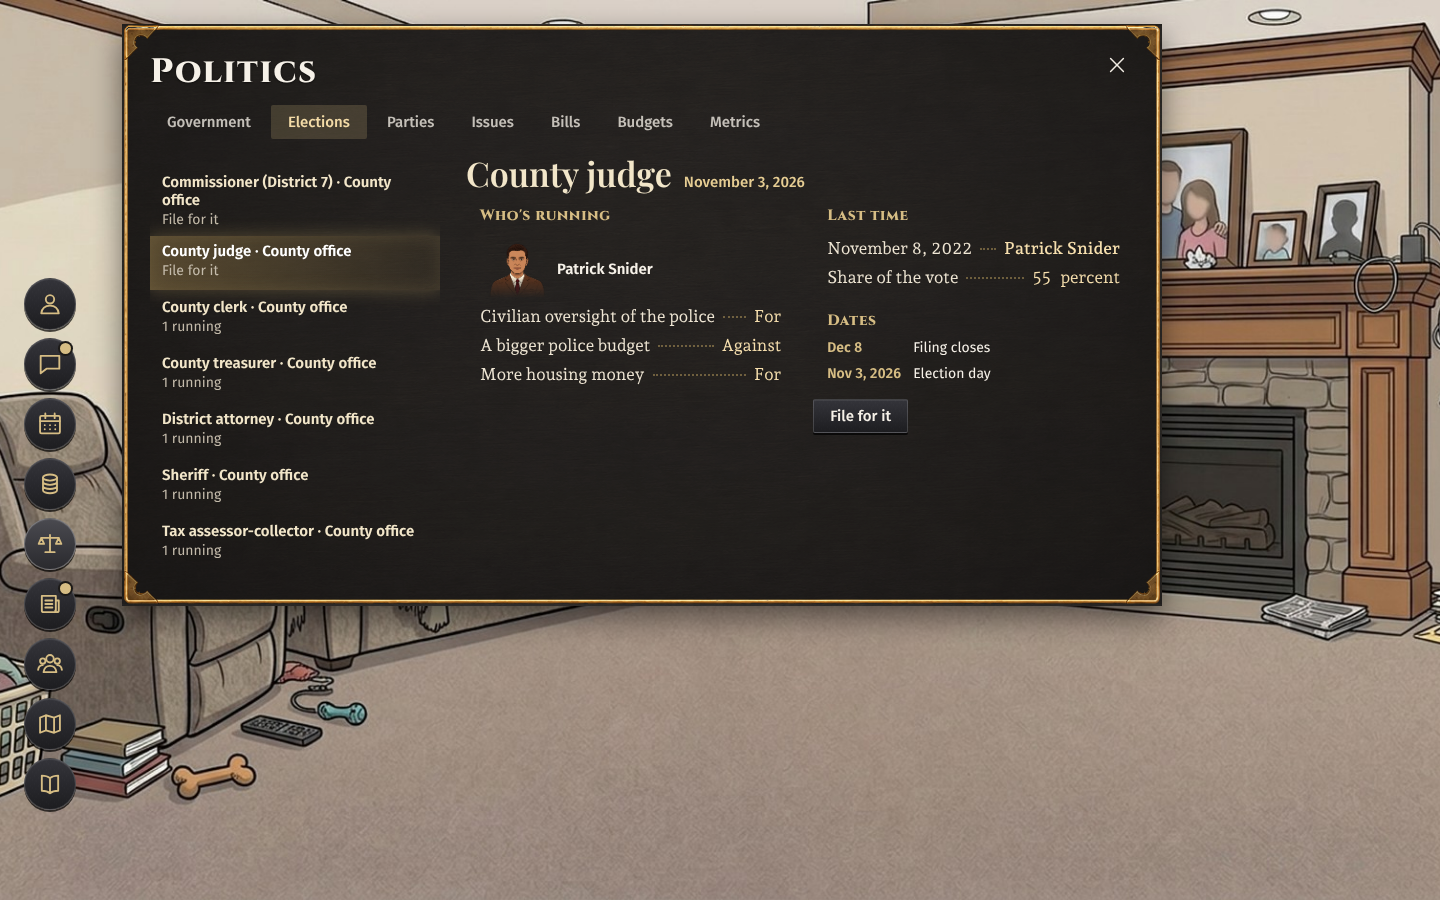 Politics
Government
Elections
Parties
Issues
Bills
Budgets
Metrics
Commissioner (District 7) · County
office
File for it
County judge · County office
File for it
County clerk · County office
1 running
County treasurer · County office
1 running
District attorney · County office
1 running
Sheriff · County office
1 running
Tax assessor-collector · County office
1 running
County judge November 3, 2026
Who's running
Patrick Snider
Civilian oversight of the police For
A bigger police budget Against
More housing money For
Last time
November 8, 2022 Patrick Snider
Share of the vote 55 percent
Dates
Dec 8 Filing closes
Nov 3, 2026 Election day
File for it